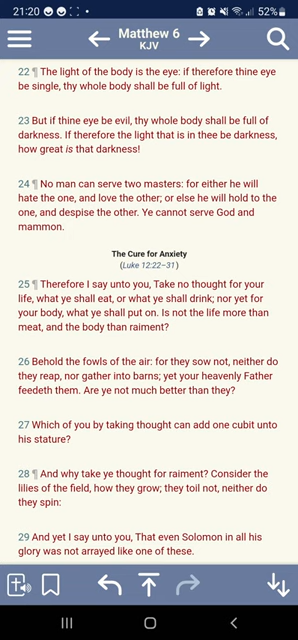 21:20
52%
Matthew 6
KJV
22 ¶ The light of the body is the eye: if therefore thine eye
be single, thy whole body shall be full of light.
23 But if thine eye be evil, thy whole body shall be full of
darkness. If therefore the light that is in thee be darkness,
how great is that darkness!
24 ¶ No man can serve two masters: for either he will
hate the one, and love the other; or else he will hold to the
one, and despise the other. Ye cannot serve God and
mammon.
The Cure for Anxiety
(Luke 12:22–31)
25 ¶ Therefore I say unto you, Take no thought for your
life, what ye shall eat, or what ye shall drink; nor yet for
your body, what ye shall put on. Is not the life more than
meat, and the body than raiment?
26 Behold the fowls of the air: for they sow not, neither do
they reap, nor gather into barns; yet your heavenly Father
feedeth them. Are ye not much better than they?
27 Which of you by taking thought can add one cubit unto
his stature?
28 ¶ And why take ye thought for raiment? Consider the
lilies of the field, how they grow; they toil not, neither do
they spin:
29 And yet I say unto you, That even Solomon in all his
glory was not arrayed like one of these.